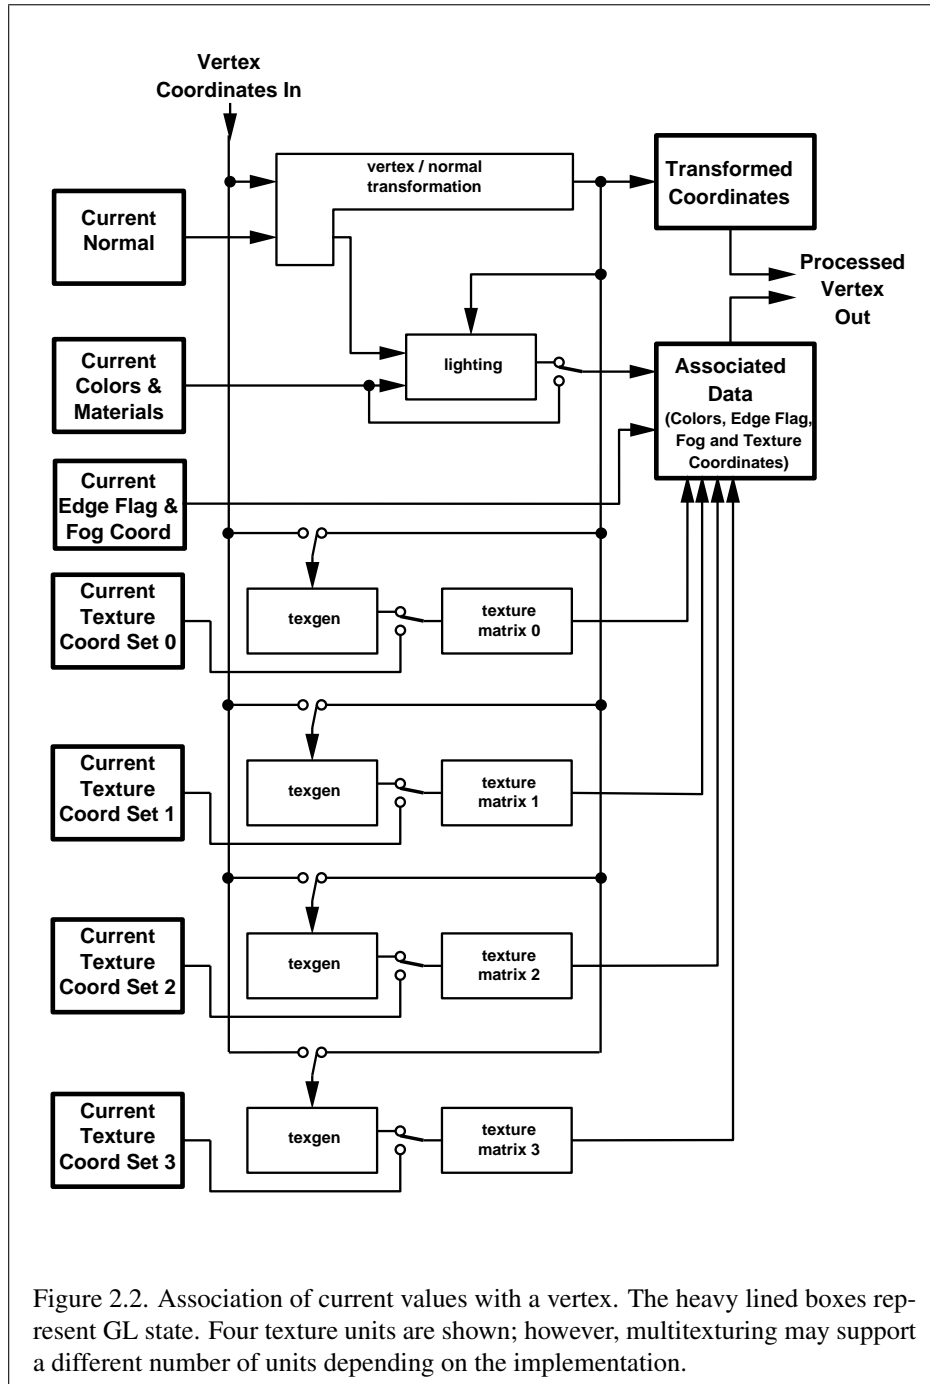 Vertex
Coordinates In
vertex / normal
transformation
Transformed
Coordinates
Current
Normal
Processed
Vertex
Out
Current
Colors &
Materials
lighting
Associated
Data
(Colors, Edge Flag,
Fog and Texture
Coordinates)
Current
Edge Flag &
Fog Coord
Current
Texture
Coord Set 0
texgen
texture
matrix 0
Current
Texture
Coord Set 1
texgen
texture
matrix 1
Current
Texture
Coord Set 2
texgen
texture
matrix 2
Current
Texture
Coord Set 3
texgen
texture
matrix 3
Figure 2.2. Association of current values with a vertex. The heavy lined boxes rep-
resent GL state. Four texture units are shown; however, multitexturing may support
a different number of units depending on the implementation.